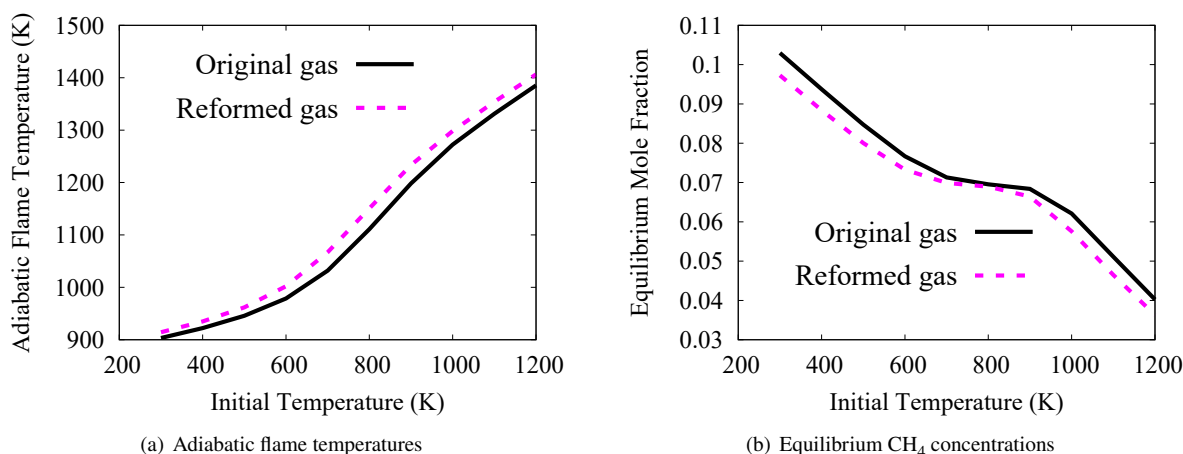 Adiabatic Flame Temperature (K)
1500
1400
1300
1200
1100
1000
900
Original gas
Reformed gas
200 400 600 800 1000 1200
Initial Temperature (K)
(a) Adiabatic flame temperatures
Equilibrium Mole Fraction
0.11
0.1
0.09
0.08
0.07
0.06
0.05
0.04
0.03
Original gas
Reformed gas
200 400 600 800 1000 1200
Initial Temperature (K)
(b) Equilibrium CH₄ concentrations